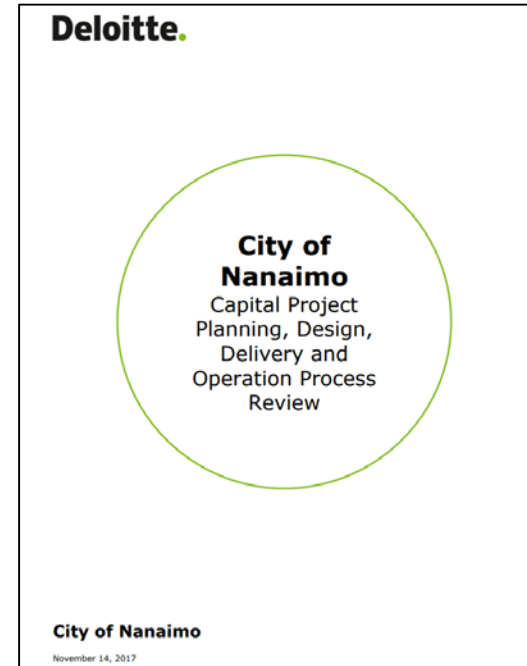 Deloitte.
City of
Nanaimo
Capital Project
Planning, Design,
Delivery and
Operation Process
Review
City of Nanaimo
November 14, 2017